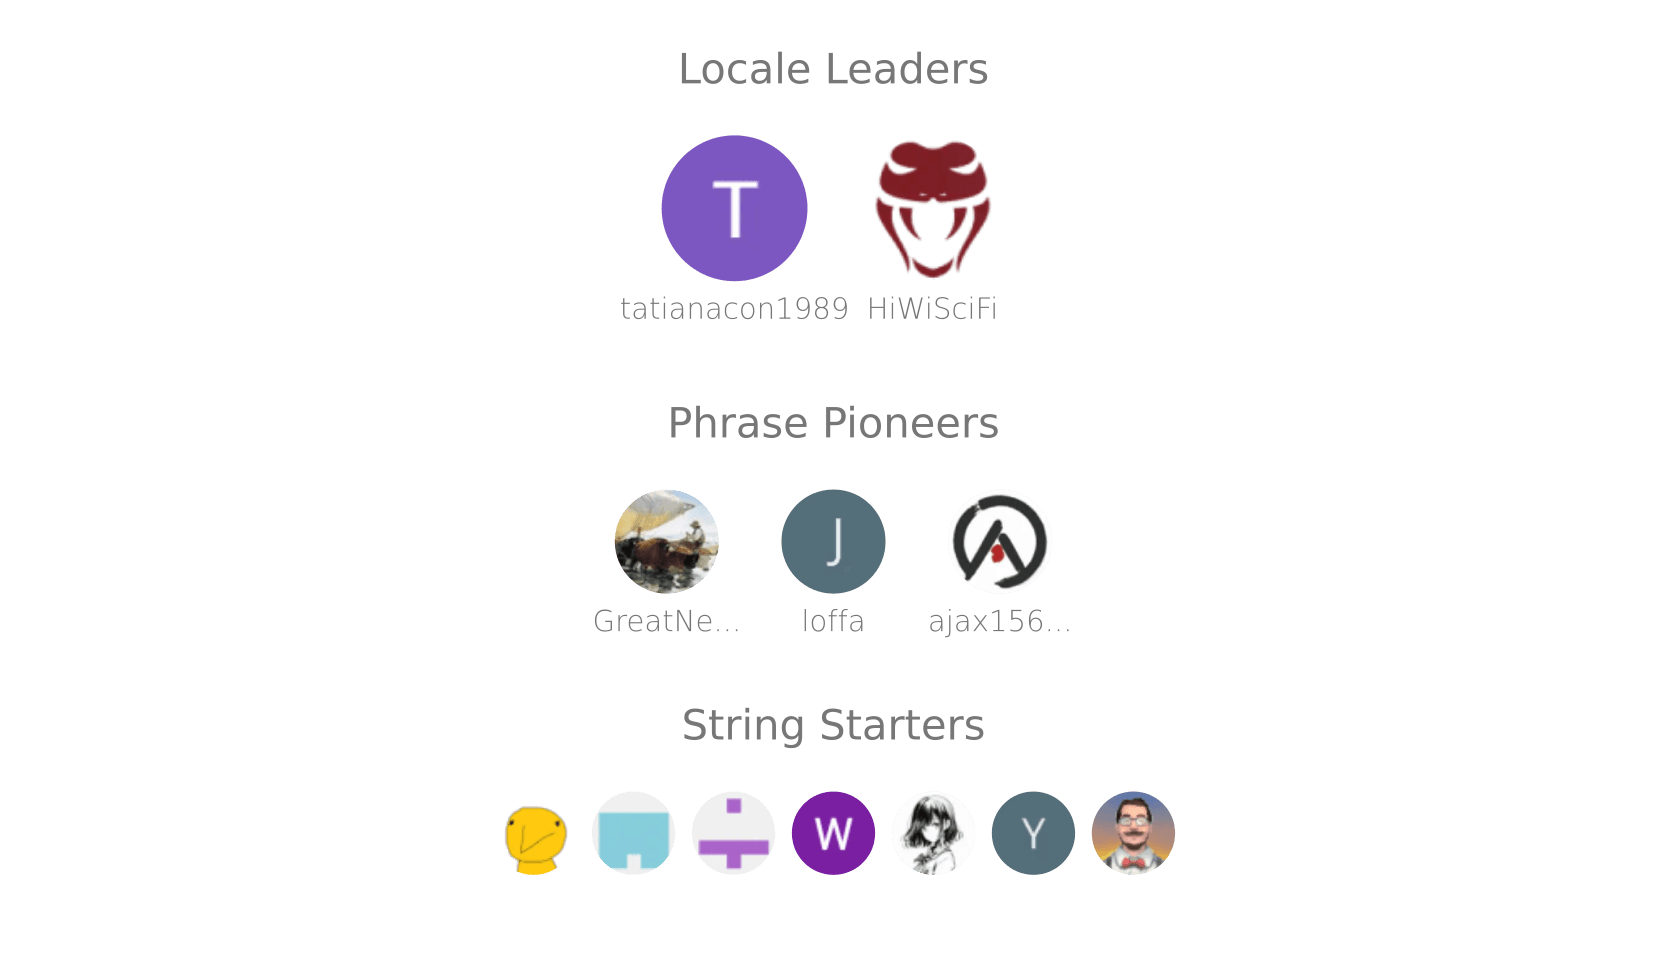 Locale Leaders
T
tatianacon1989 HiWiSciFi
Phrase Pioneers
J
GreatNe... loffa ajax156...
String Starters
W Y